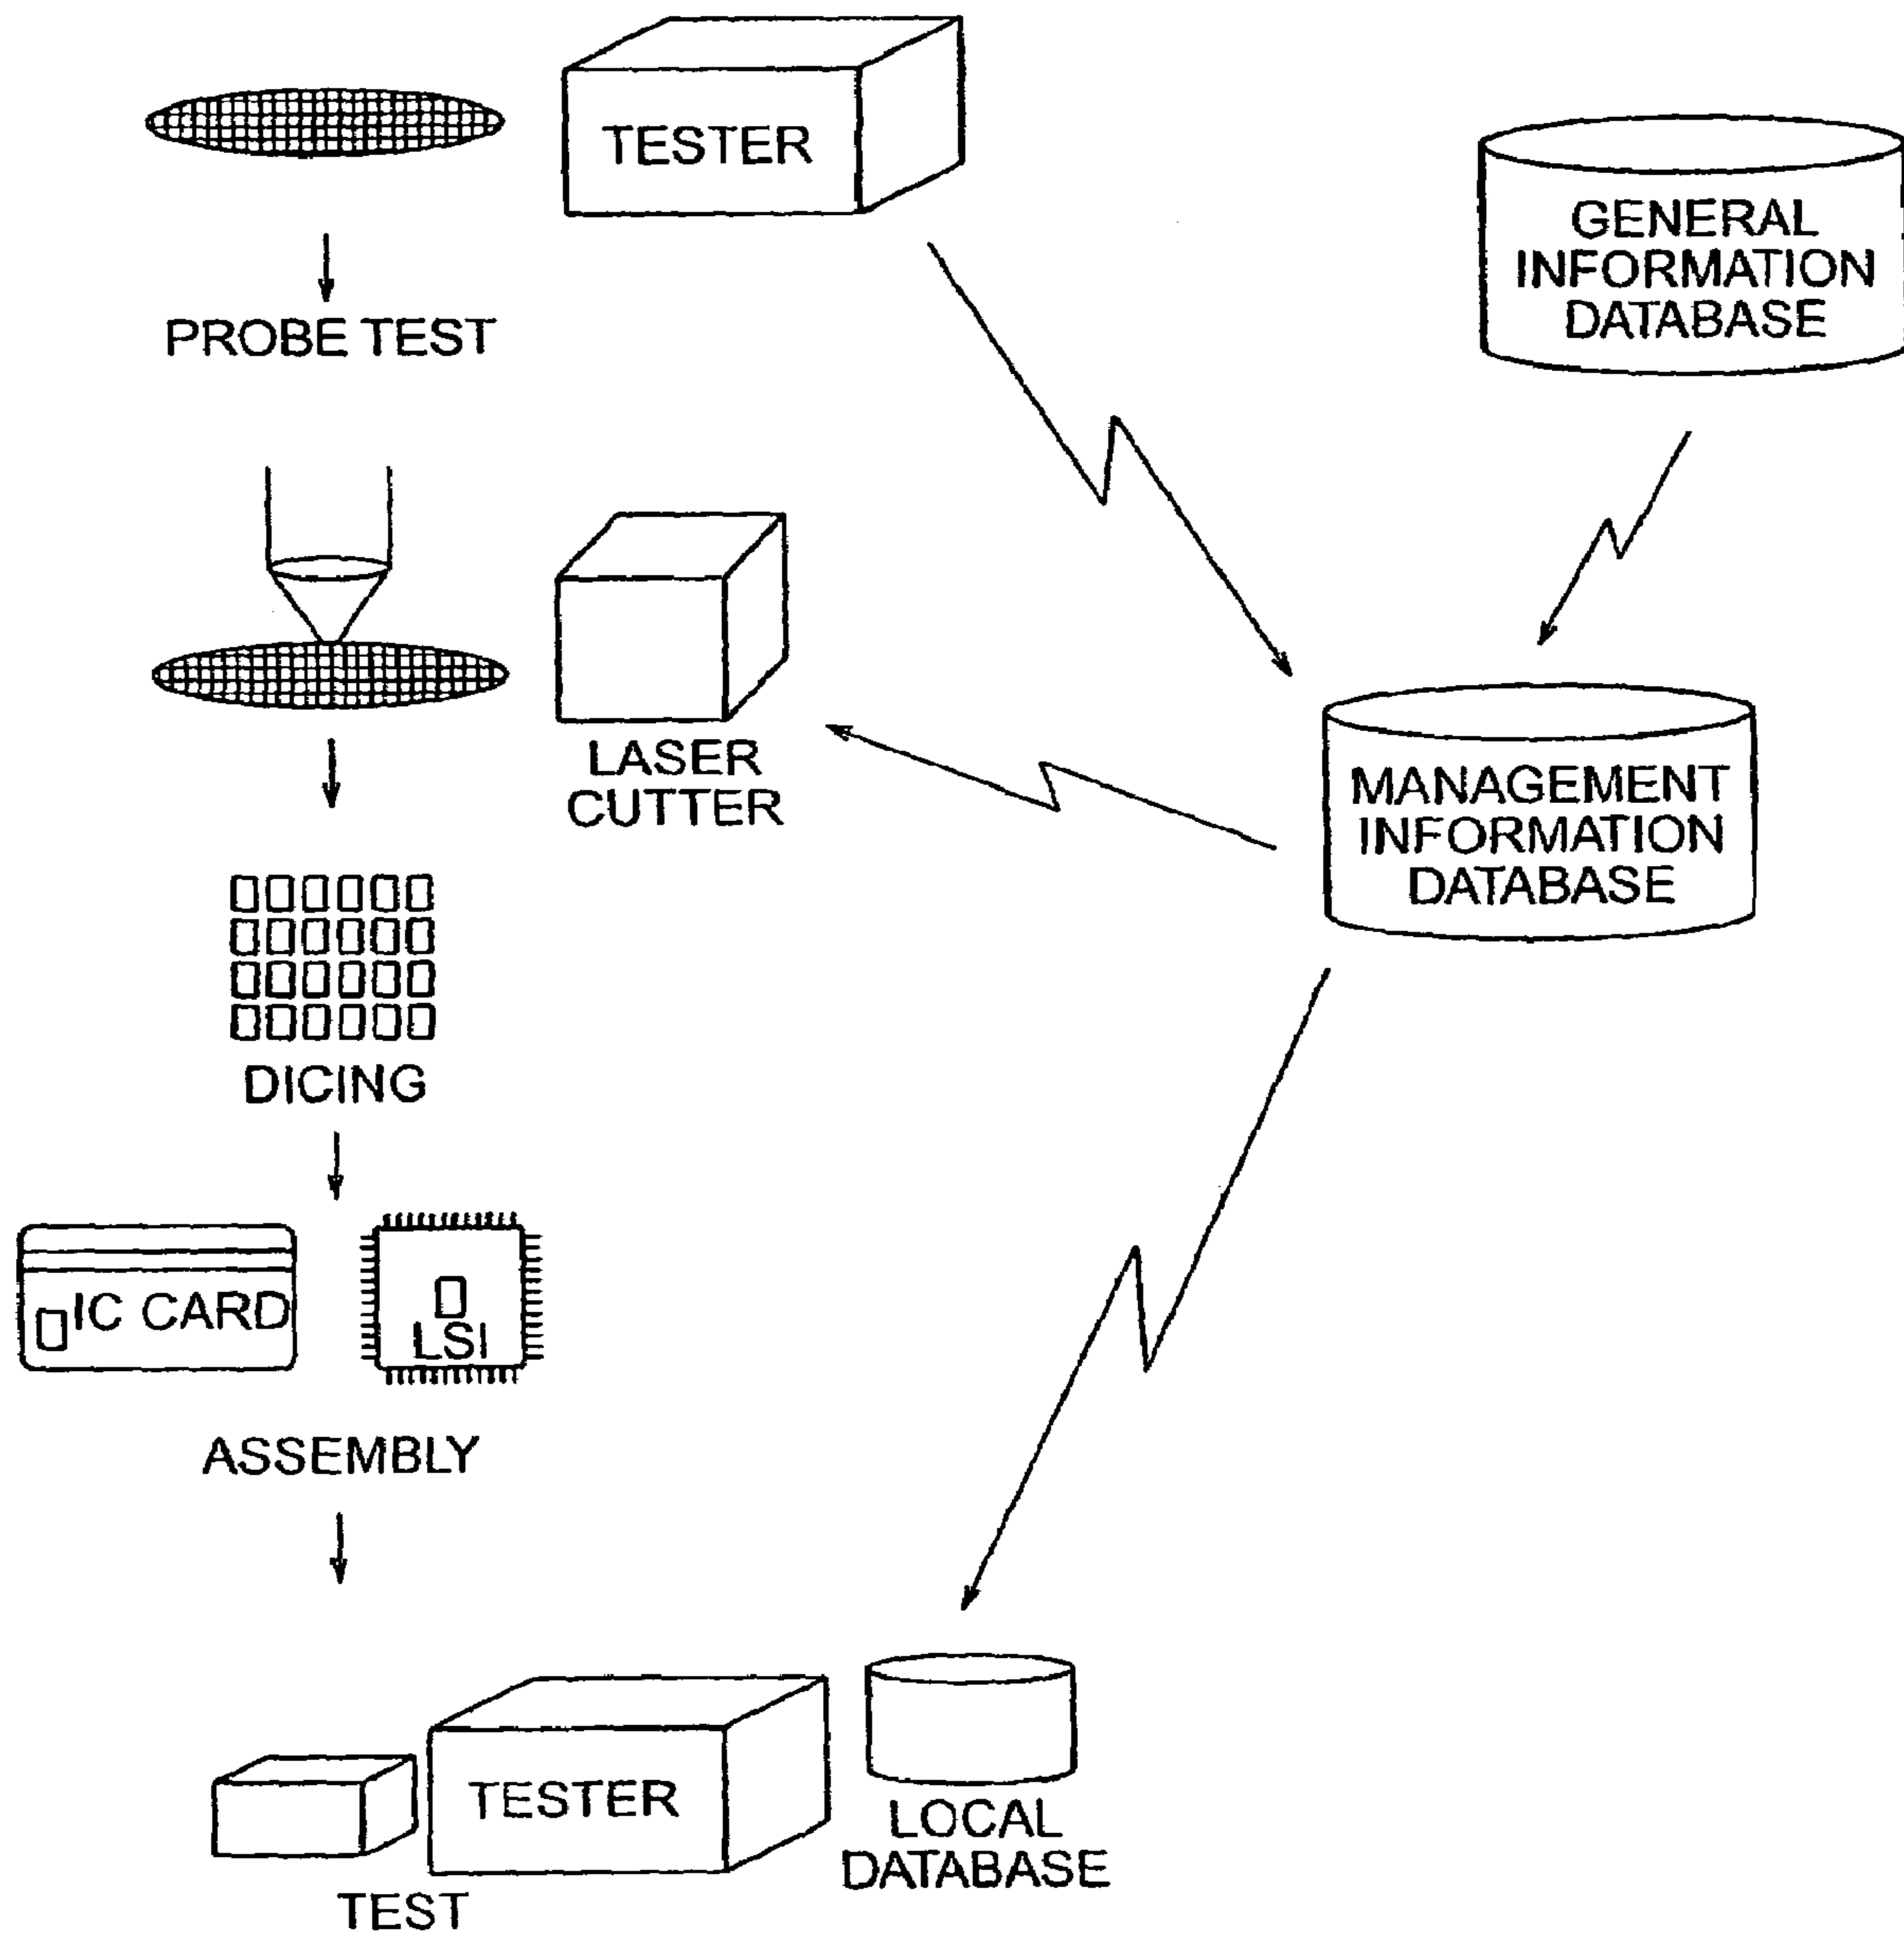 TESTER
GENERAL
INFORMATION
DATABASE
PROBE TEST
LASER
CUTTER
MANAGEMENT
INFORMATION
DATABASE
DICING
IC CARD
LSI
ASSEMBLY
TESTER
LOCAL
DATABASE
TEST